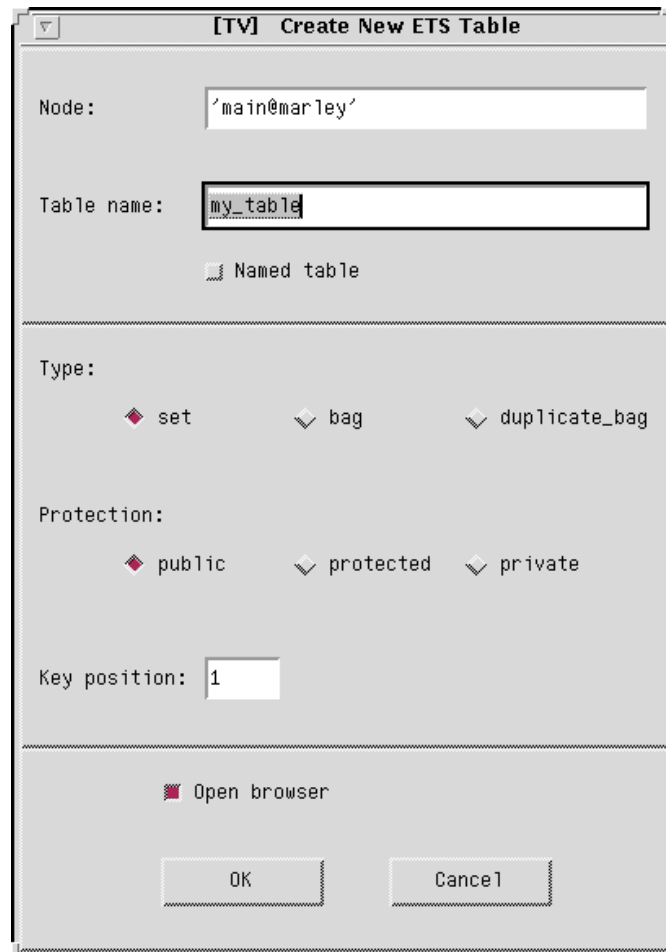 [TV] Create New ETS Table
Node: 'main@marley'
Table name: my_table
Named table
Type:
set bag duplicate_bag
Protection:
public protected private
Key position: 1
Open browser
OK Cancel